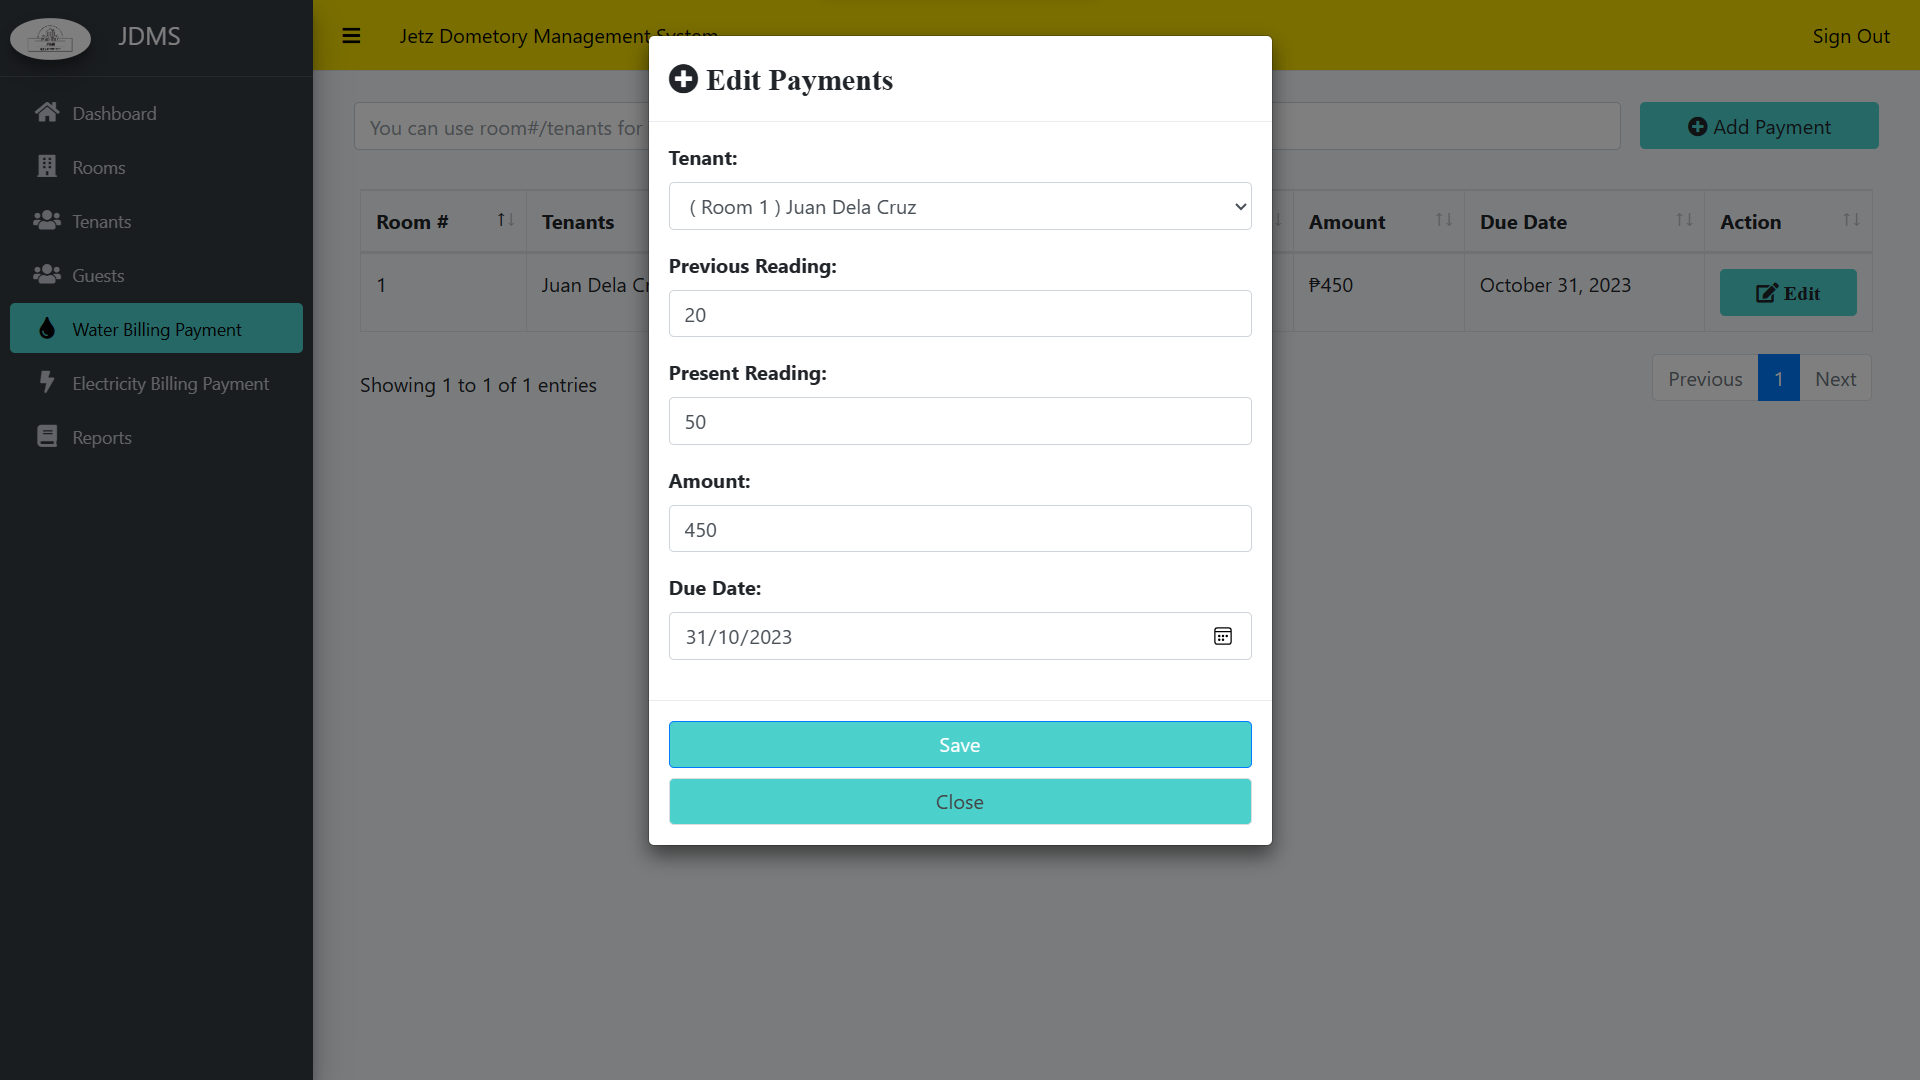 JDMS
Jetz Dometory Management System
Sign Out
Dashboard
Rooms
Tenants
Guests
Water Billing Payment
Electricity Billing Payment
Reports
You can use room#/tenants for
Add Payment
Room #
Tenants
Amount
Due Date
Action
1
Juan Dela Cr
₱450
October 31, 2023
Edit
Showing 1 to 1 of 1 entries
Previous
1
Next
Edit Payments
Tenant:
( Room 1 ) Juan Dela Cruz
Previous Reading:
20
Present Reading:
50
Amount:
450
Due Date:
31/10/2023
Save
Close